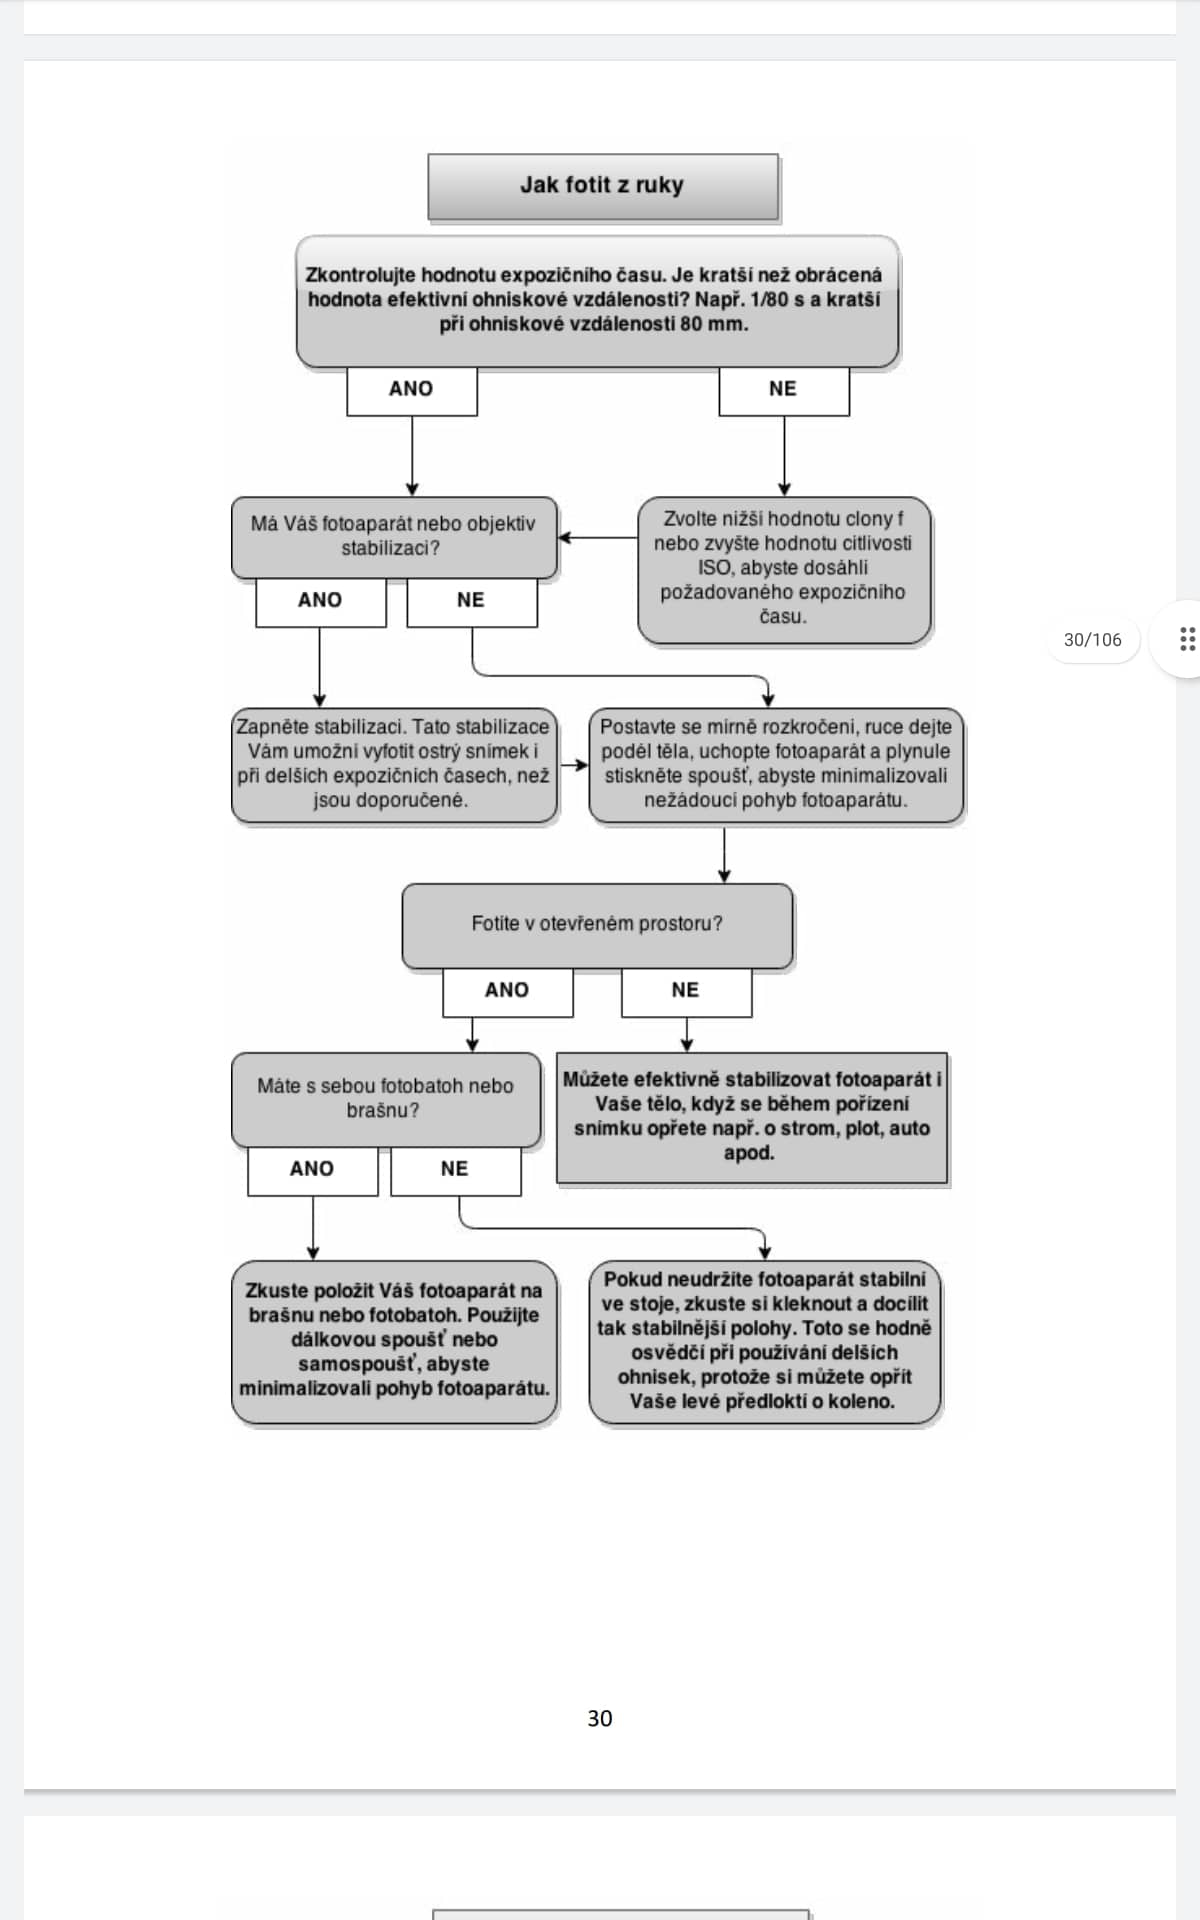 Jak fotit z ruky
Zkontrolujte hodnotu expozičního času. Je kratší než obrácená
hodnota efektivní ohniskové vzdálenosti? Např. 1/80 s a kratší
při ohniskové vzdálenosti 80 mm.
ANO
NE
Má Váš fotoaparát nebo objektiv
stabilizaci?
Zvolte nižší hodnotu clony f
nebo zvyšte hodnotu citlivosti
ISO, abyste dosáhli
požadovaného expozičního
času.
ANO
NE
30/106
Zapněte stabilizaci. Tato stabilizace
Vám umožní vyfotit ostrý snímek i
při delších expozičních časech, než
jsou doporučené.
Postavte se mírně rozkročeni, ruce dejte
podél těla, uchopte fotoaparát a plynule
stiskněte spoušť, abyste minimalizovali
nežádoucí pohyb fotoaparátu.
Fotíte v otevřeném prostoru?
ANO
NE
Máte s sebou fotobatoh nebo
brašnu?
Můžete efektivně stabilizovat fotoaparát i
Vaše tělo, když se během pořízení
snímku opřete např. o strom, plot, auto
apod.
ANO
NE
Zkuste položit Váš fotoaparát na
brašnu nebo fotobatoh. Použijte
dálkovou spoušť nebo
samospoušť, abyste
minimalizovali pohyb fotoaparátu.
Pokud neudržíte fotoaparát stabilní
ve stoje, zkuste si kleknout a docílit
tak stabilnější polohy. Toto se hodně
osvědčí při používání delších
ohnisek, protože si můžete opřít
Vaše levé předloktí o koleno.
30